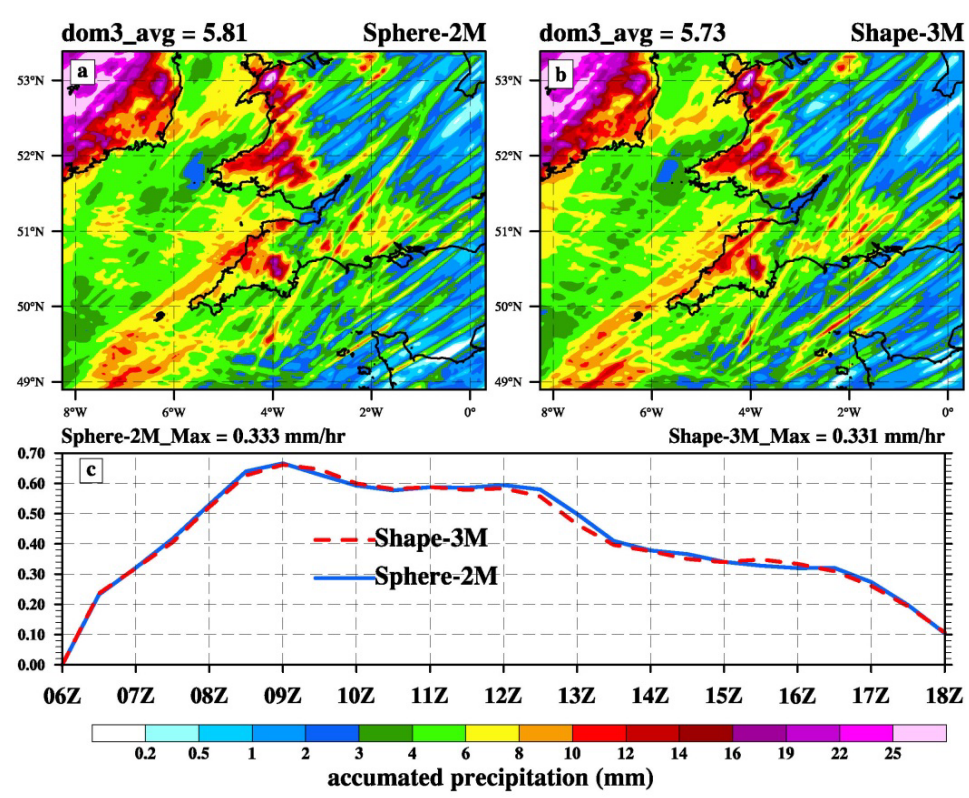 dom3_avg = 5.81 Sphere-2M dom3_avg = 5.73 Shape-3M
a b
53°N 53°N
52°N 52°N
51°N 51°N
50°N 50°N
49°N 49°N
8°W 6°W 4°W 2°W 0° 8°W 6°W 4°W 2°W 0°
Sphere-2M_Max = 0.333 mm/hr Shape-3M_Max = 0.331 mm/hr
0.70
c
0.60
0.50
Shape-3M
0.40
Sphere-2M
0.30
0.20
0.10
0.00
06Z 07Z 08Z 09Z 10Z 11Z 12Z 13Z 14Z 15Z 16Z 17Z 18Z
0.2 0.5 1 2 3 4 6 8 10 12 14 16 19 22 25
accumated precipitation (mm)